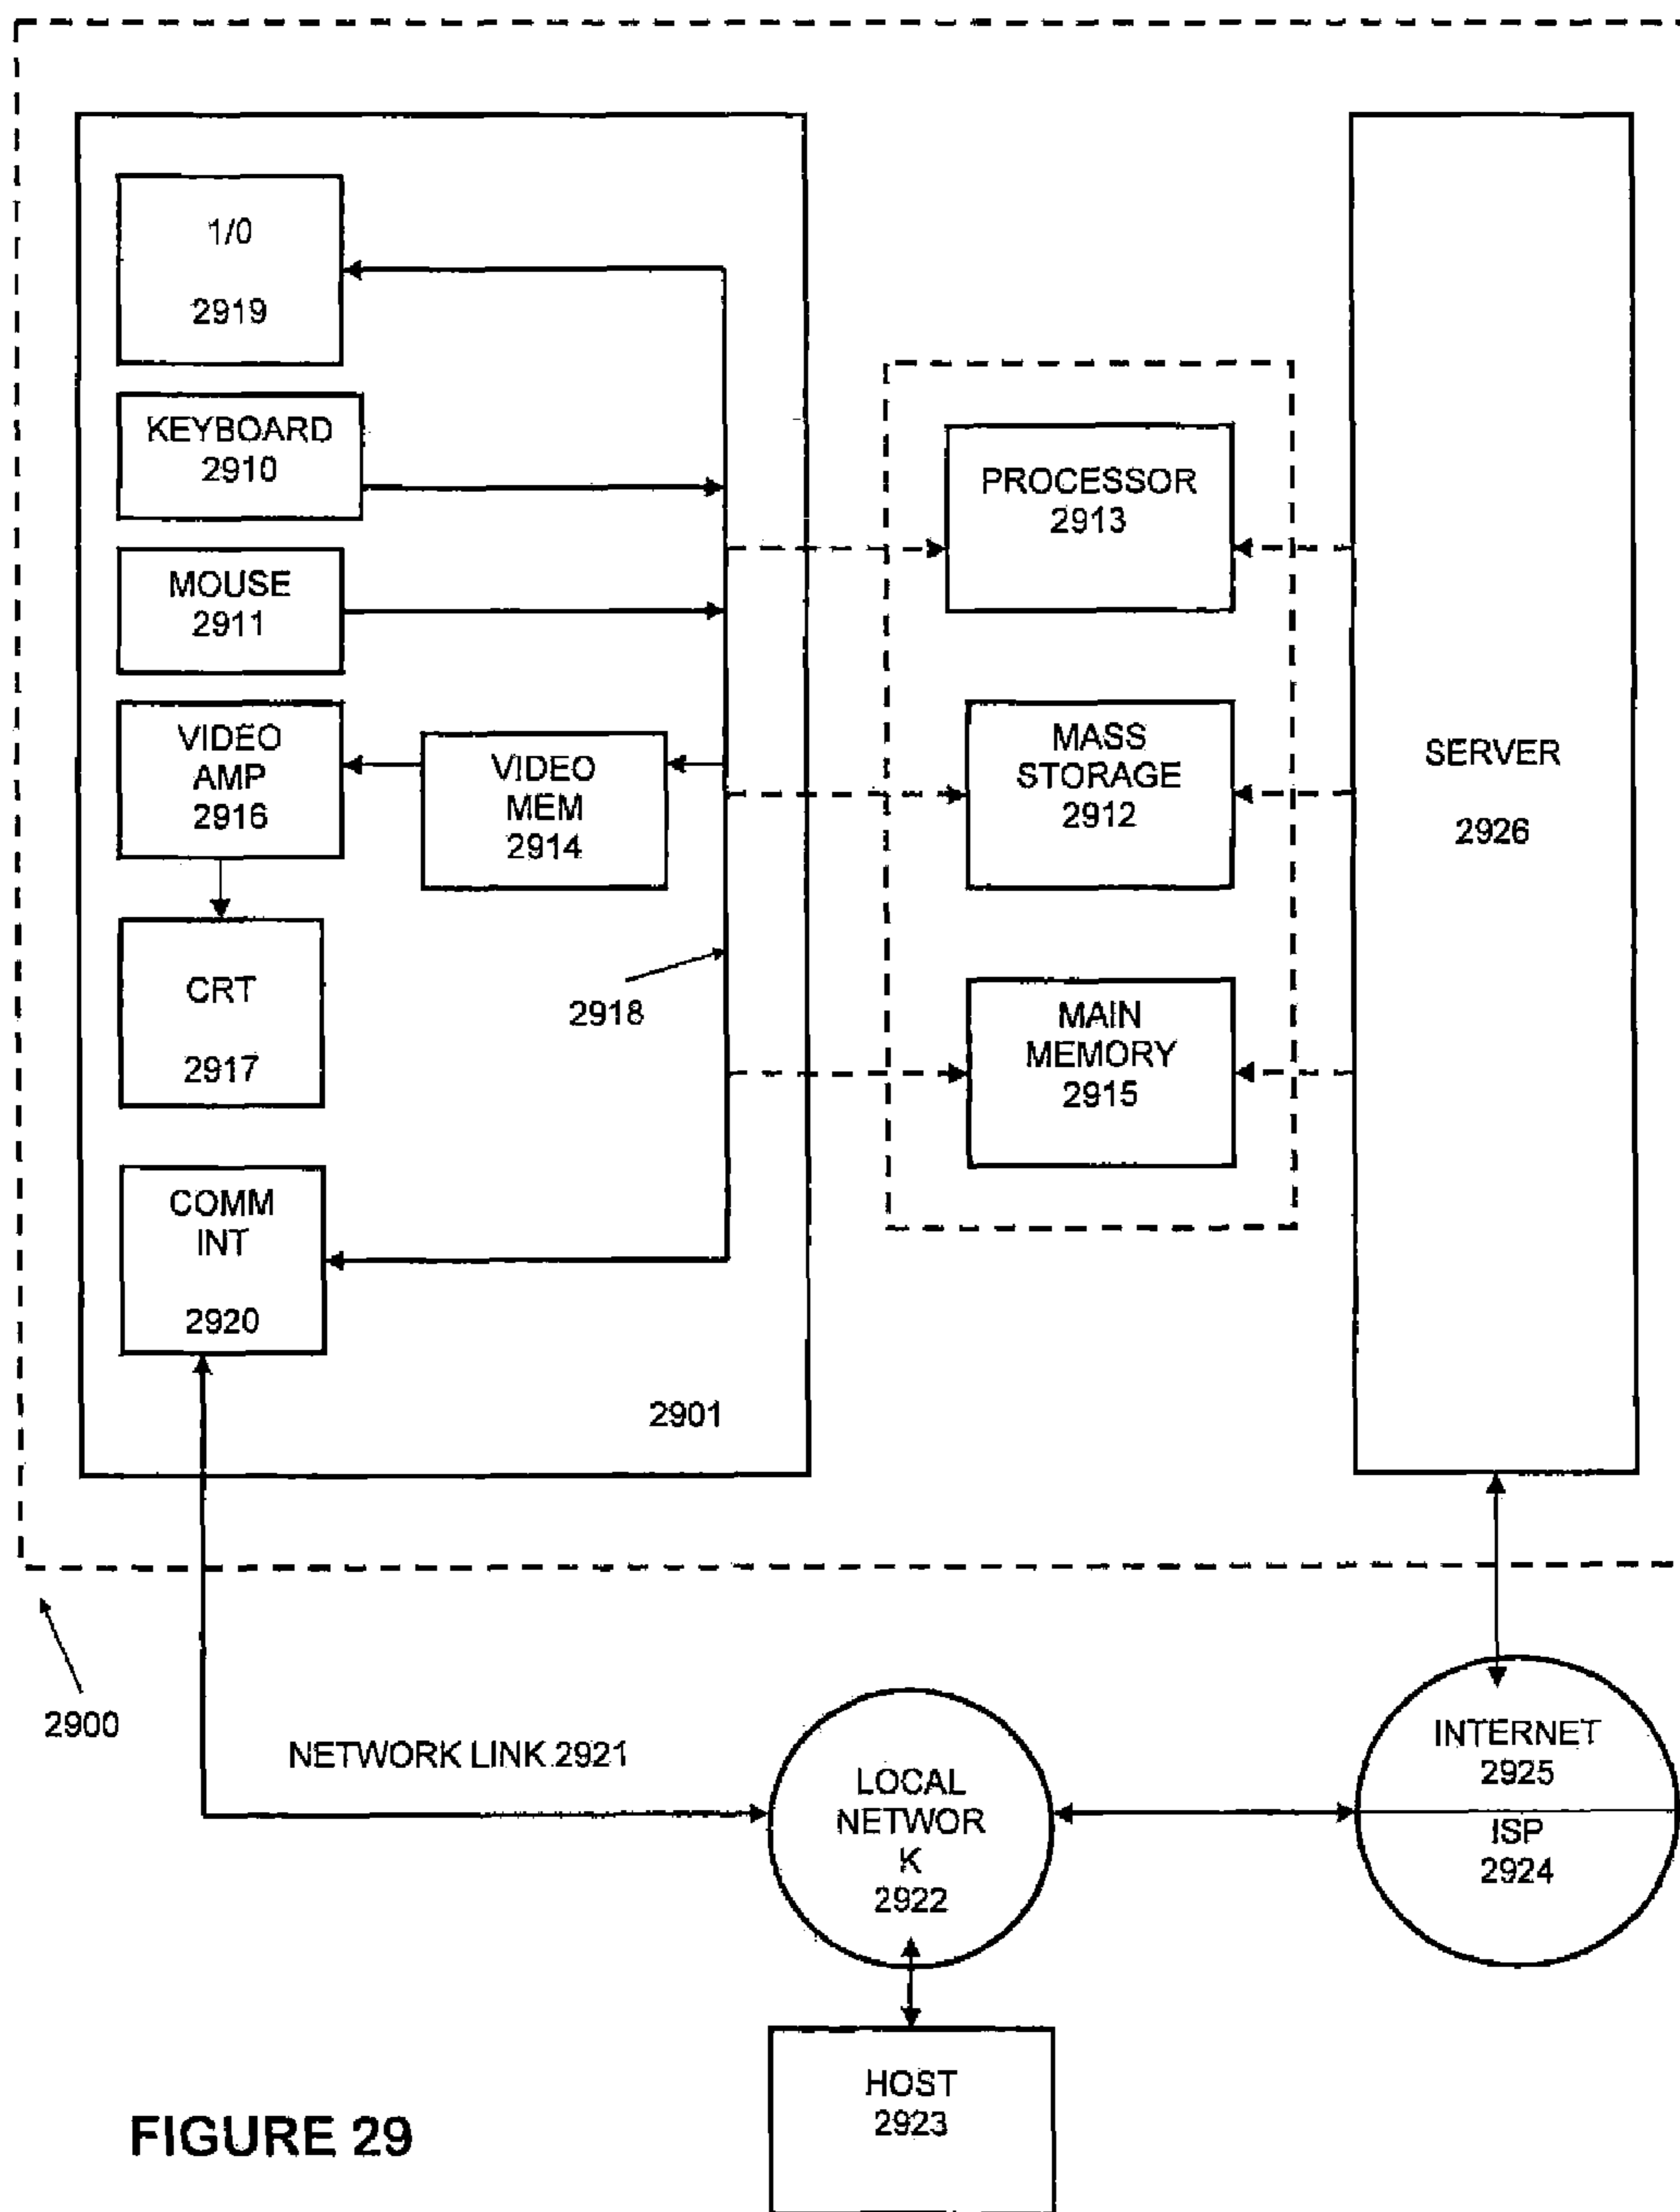 1/0
2919
KEYBOARD
2910
MOUSE
2911
VIDEO
AMP
2916
VIDEO
MEM
2914
CRT
2917
2918
COMM
INT
2920
2901
PROCESSOR
2913
MASS
STORAGE
2912
MAIN
MEMORY
2915
SERVER
2926
2900
NETWORK LINK 2921
LOCAL
NETWOR
K
2922
INTERNET
2925
ISP
2924
HOST
2923
FIGURE 29